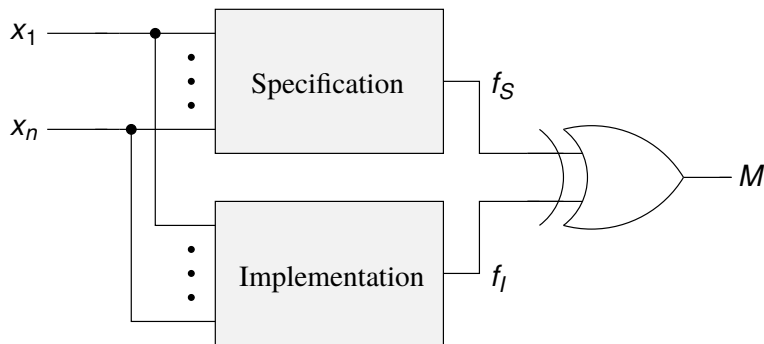 x1
Specification
fS
xn
M
Implementation
fI